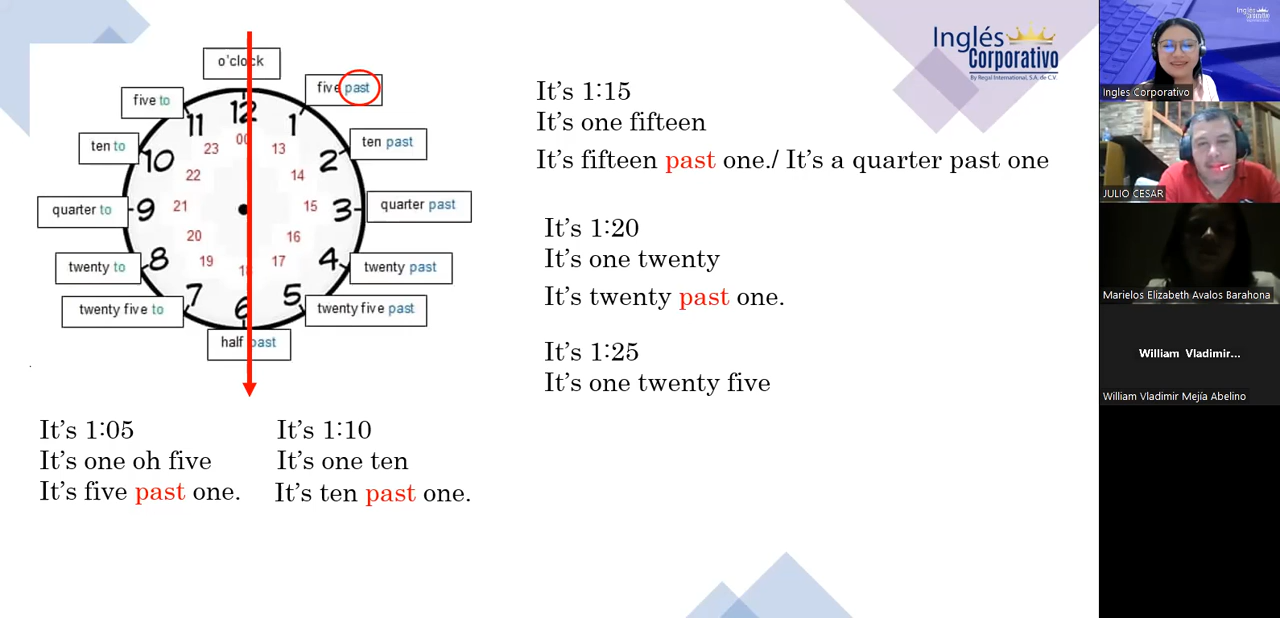 o'clock
five past
ten past
quarter past
twenty past
twenty five past
half past
twenty five to
twenty to
quarter to
ten to
five to
12
1
2
3
4
5
6
7
8
9
10
11
00
13
14
15
16
17
19
20
21
22
23
It's 1:05
It's one oh five
It's five past one.
It's 1:10
It's one ten
It's ten past one.
It's 1:15
It's one fifteen
It's fifteen past one./ It's a quarter past one
It's 1:20
It's one twenty
It's twenty past one.
It's 1:25
It's one twenty five
Inglés
Corporativo
By Regal International, S.A. de C.V.
Ingles Corporativo
JULIO CESAR
Marielos Elizabeth Avalos Barahona
William Vladimir...
William Vladimir Mejía Abelino